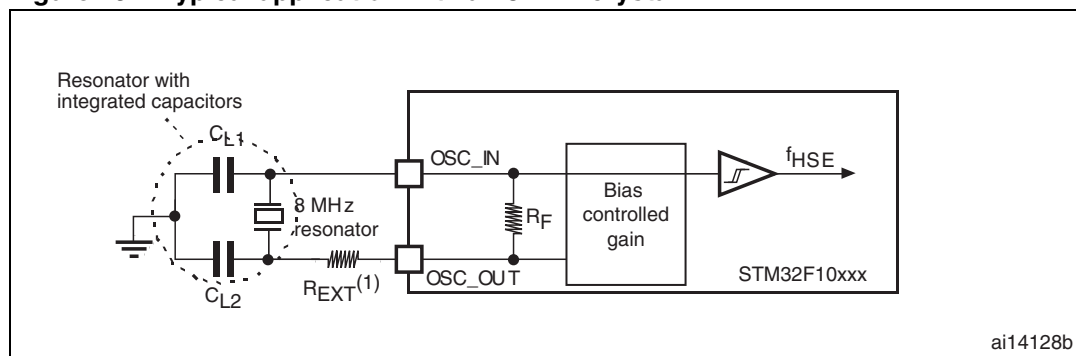 Resonator with
integrated capacitors
CL1
OSC_IN
fHSE
8 MHz
resonator
RF
Bias
controlled
gain
STM32F10xxx
CL2
REXT(1)
OSC_OUT
ai14128b